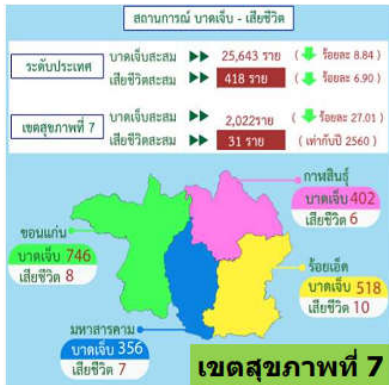 สถานการณ์ บาดเจ็บ - เสียชีวิต
ระดับประเทศ
บาดเจ็บสะสม 25,643 ราย ( ร้อยละ 8.84)
เสียชีวิตสะสม 418 ราย ( ร้อยละ 6.90)
เขตสุขภาพที่ 7
บาดเจ็บสะสม 2,022ราย ( ร้อยละ 27.01)
เสียชีวิตสะสม 31 ราย ( เท่ากับปี 2560 )
กาฬสินธุ์
บาดเจ็บ 402
เสียชีวิต 6
ขอนแก่น
บาดเจ็บ 746
เสียชีวิต 8
ร้อยเอ็ด
บาดเจ็บ 518
เสียชีวิต 10
มหาสารคาม
บาดเจ็บ 356
เสียชีวิต 7
เขตสุขภาพที่ 7